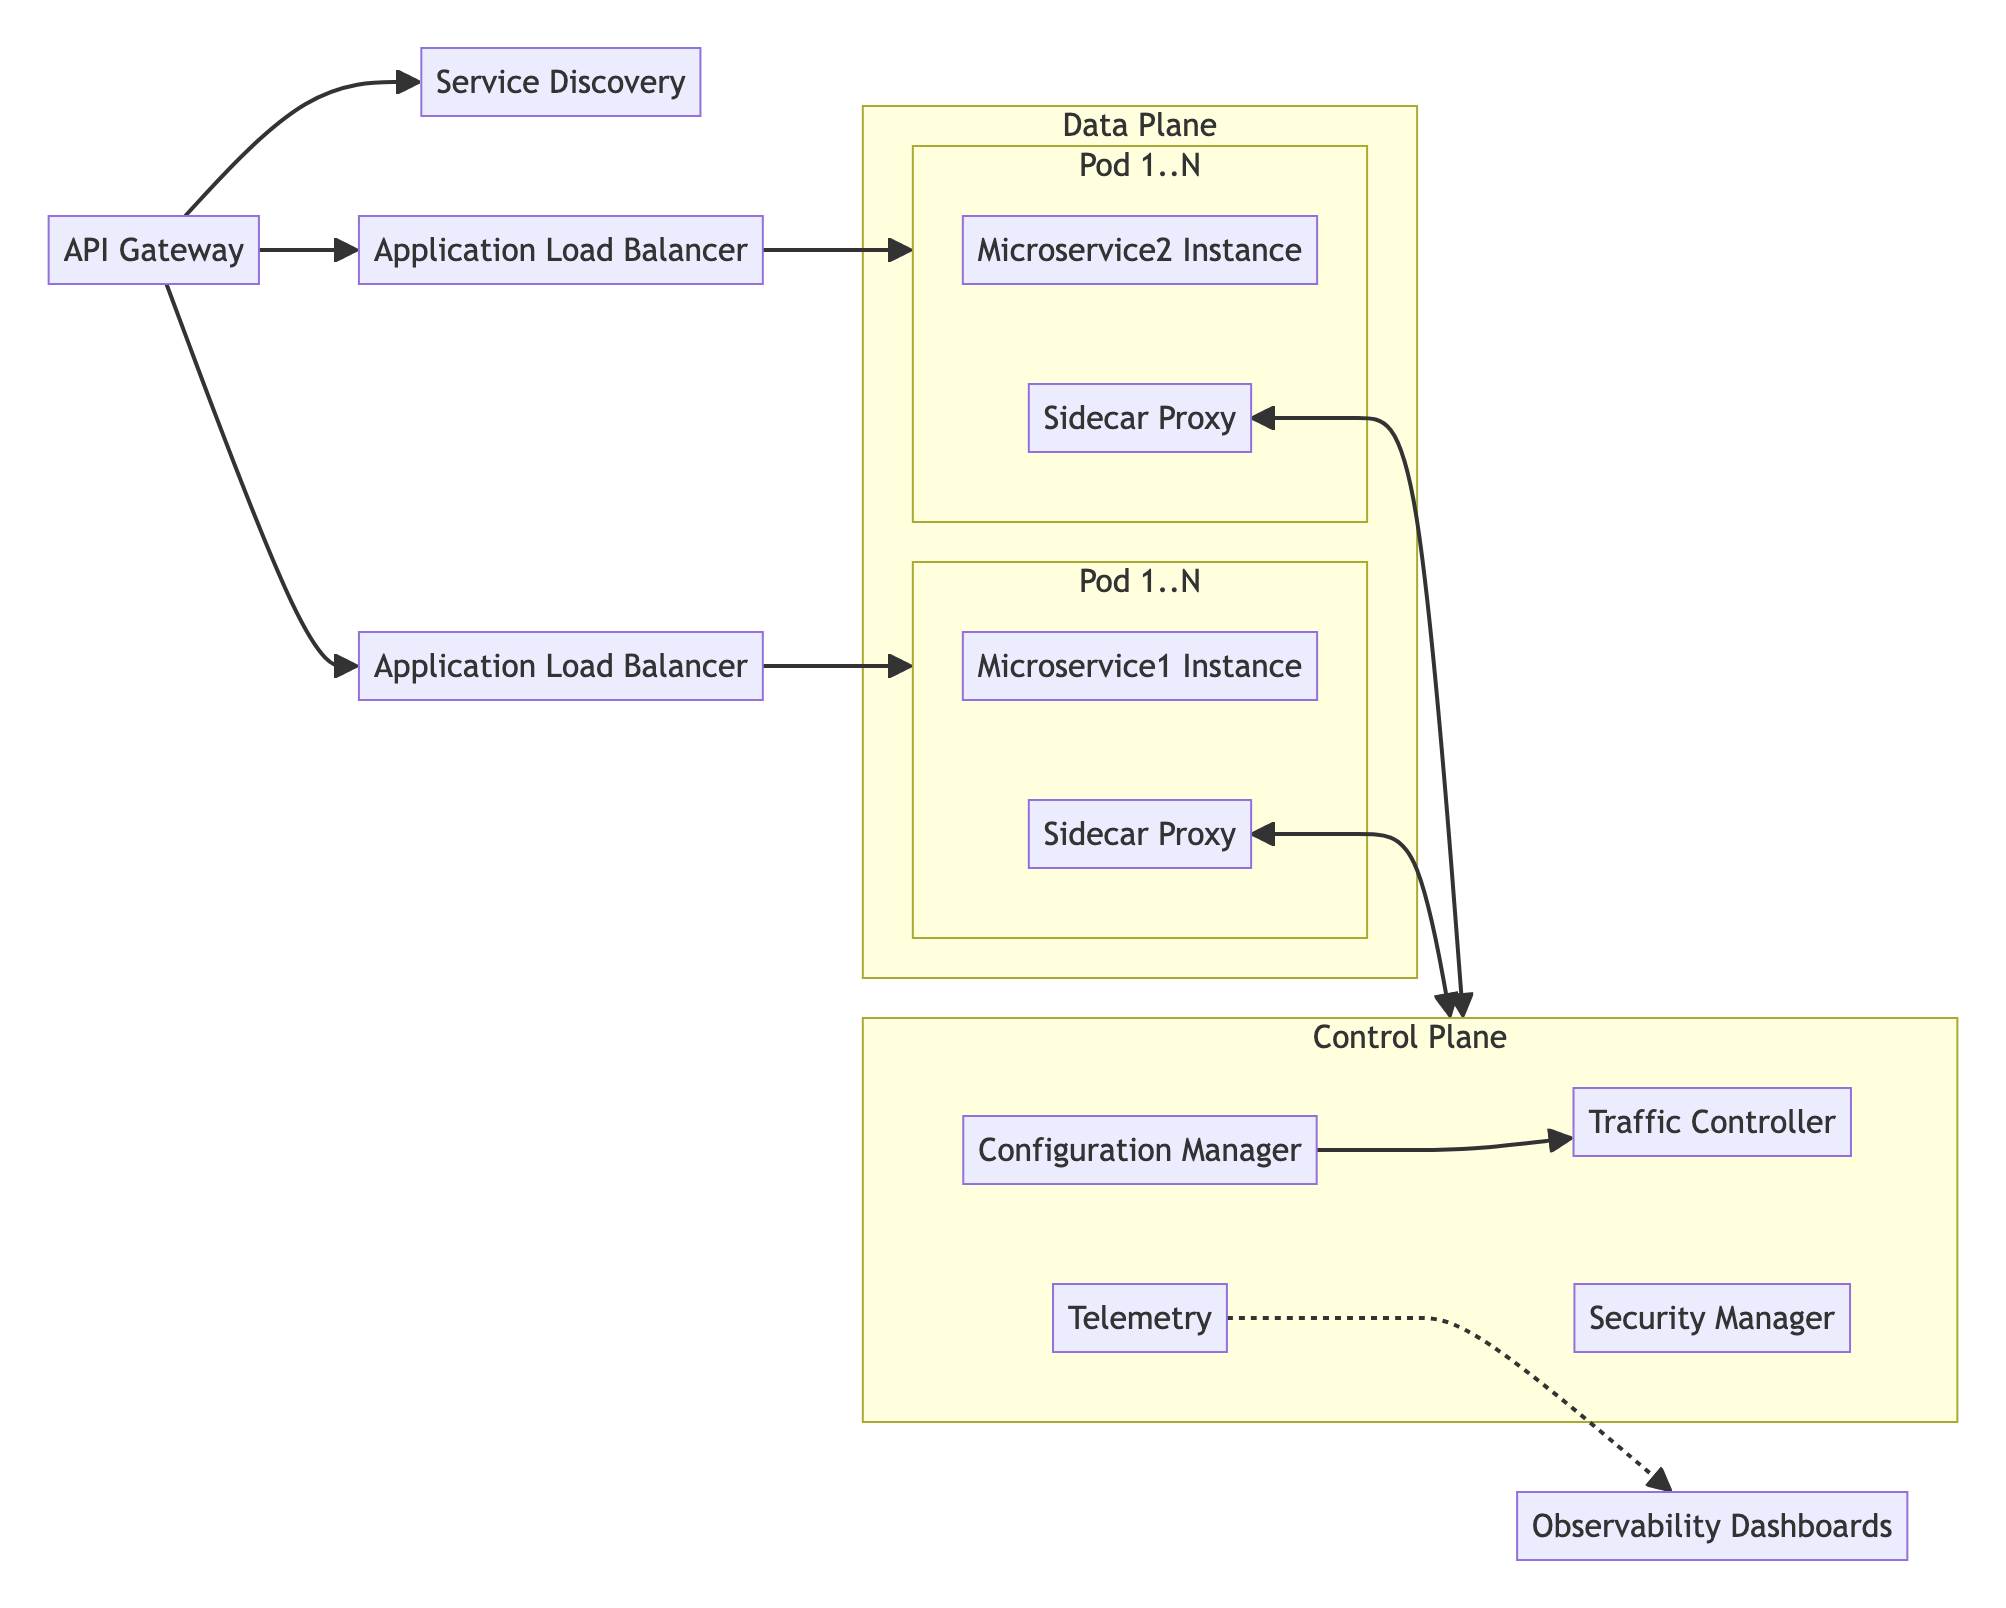 Service Discovery
Data Plane
Pod 1..N
API Gateway
Application Load Balancer
Microservice2 Instance
Sidecar Proxy
Pod 1..N
Application Load Balancer
Microservice1 Instance
Sidecar Proxy
Control Plane
Traffic Controller
Configuration Manager
Telemetry
Security Manager
Observability Dashboards